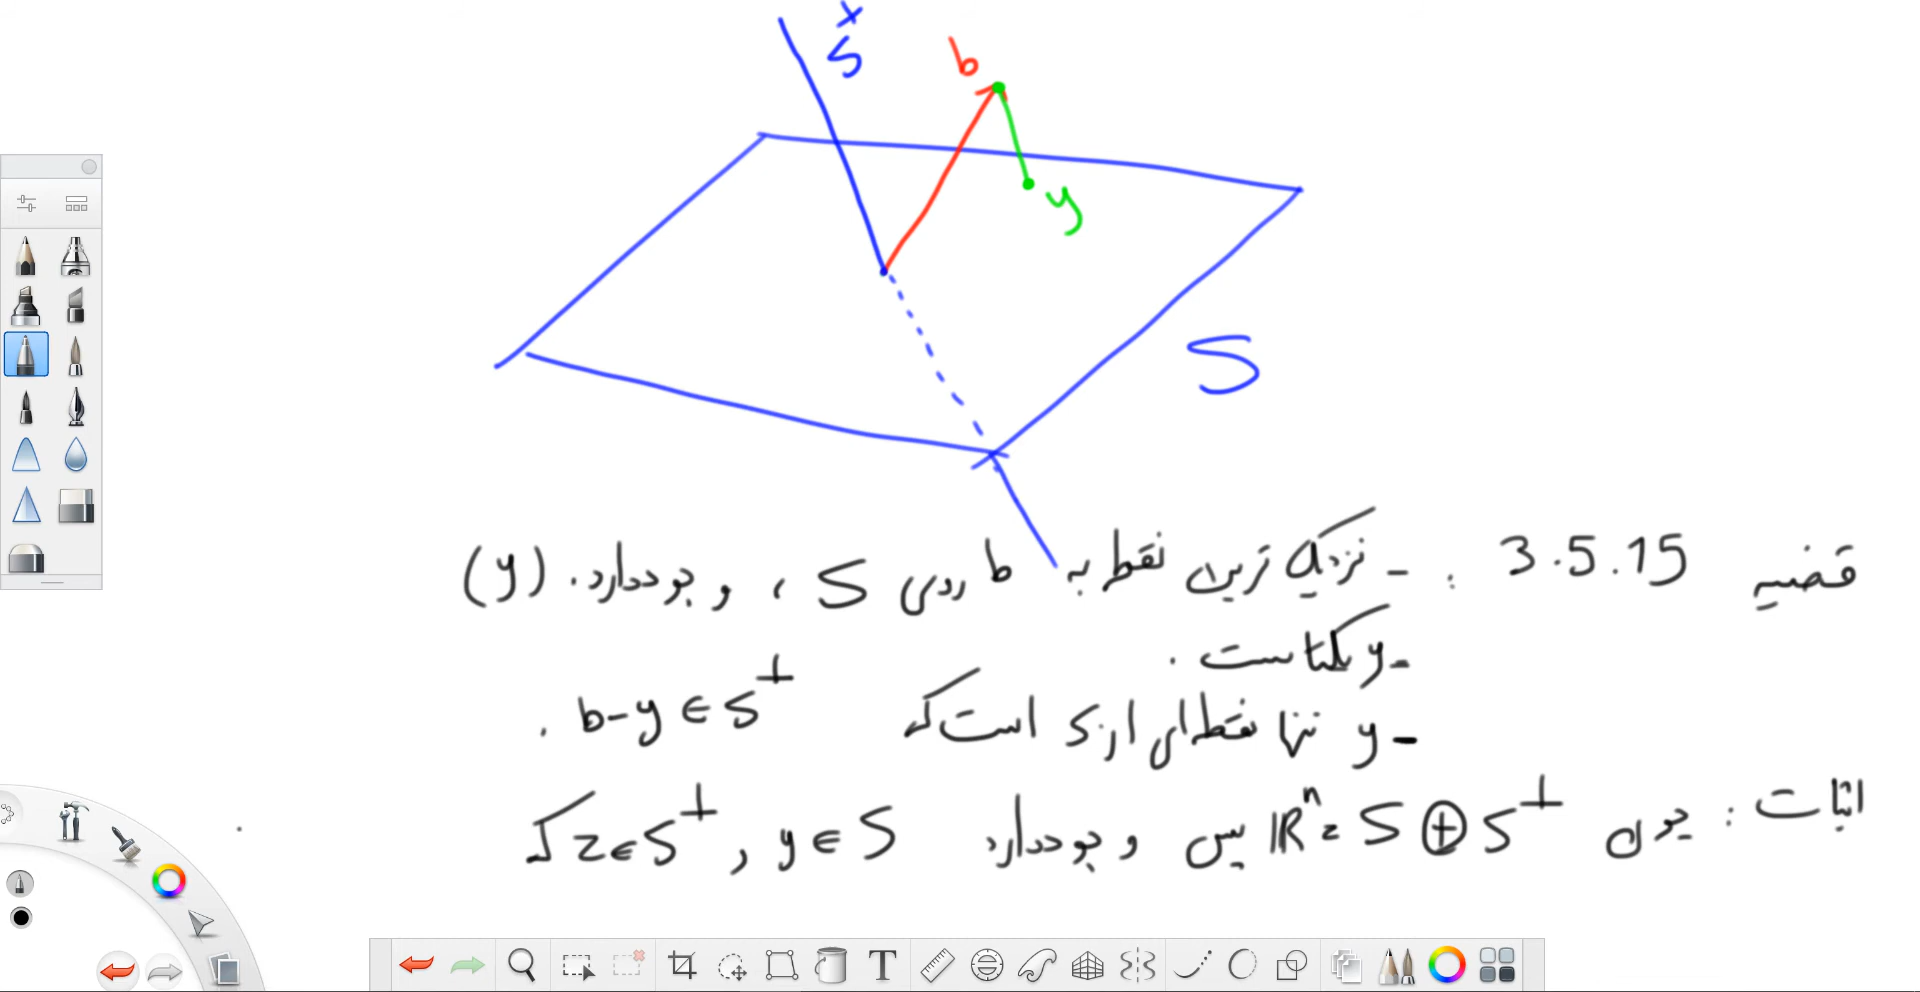 S⊥
b
y
S
قضیه 3.5.15 : - نزدیک ترین نقطه به b روی S ، وجود دارد. (y)
- y یکتاست .
- y تنها نقطه‌ای از S است که b-y ∈ S⊥ .
اثبات : چون ℝⁿ = S ⊕ S⊥ پس وجود دارد y ∈ S , z ∈ S⊥ که
T